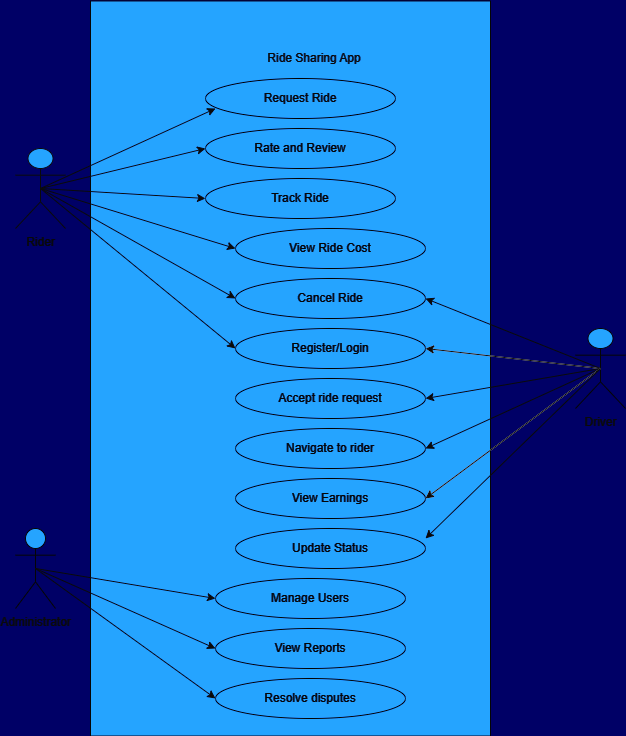 Ride Sharing App
Request Ride
Rate and Review
Track Ride
View Ride Cost
Rider
Cancel Ride
Register/Login
Accept ride request
Driver
Navigate to rider
View Earnings
Update Status
Manage Users
Administrator
View Reports
Resolve disputes